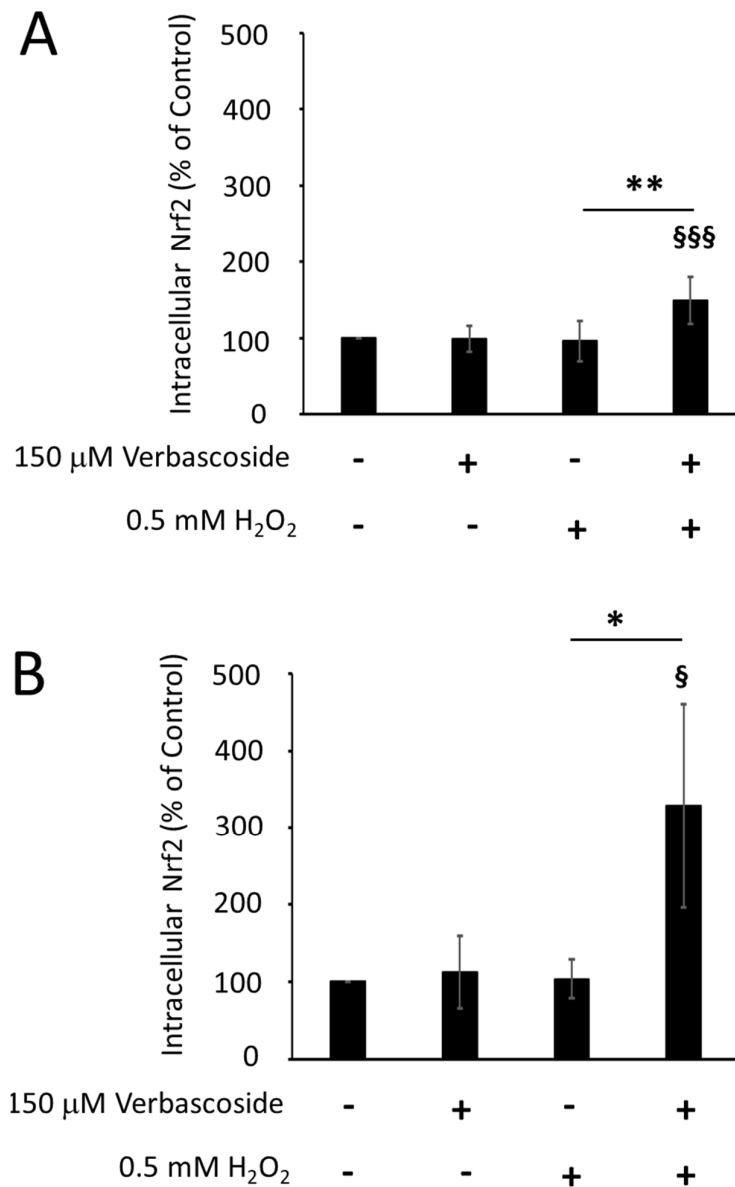 A
Intracellular Nrf2 (% of Control)
500
400
300
200
100
0
**
§§§
150 μM Verbascoside - + - +
0.5 mM H₂O₂ - - + +
B
Intracellular Nrf2 (% of Control)
500
400
300
200
100
0
*
§
150 μM Verbascoside - + - +
0.5 mM H₂O₂ - - + +